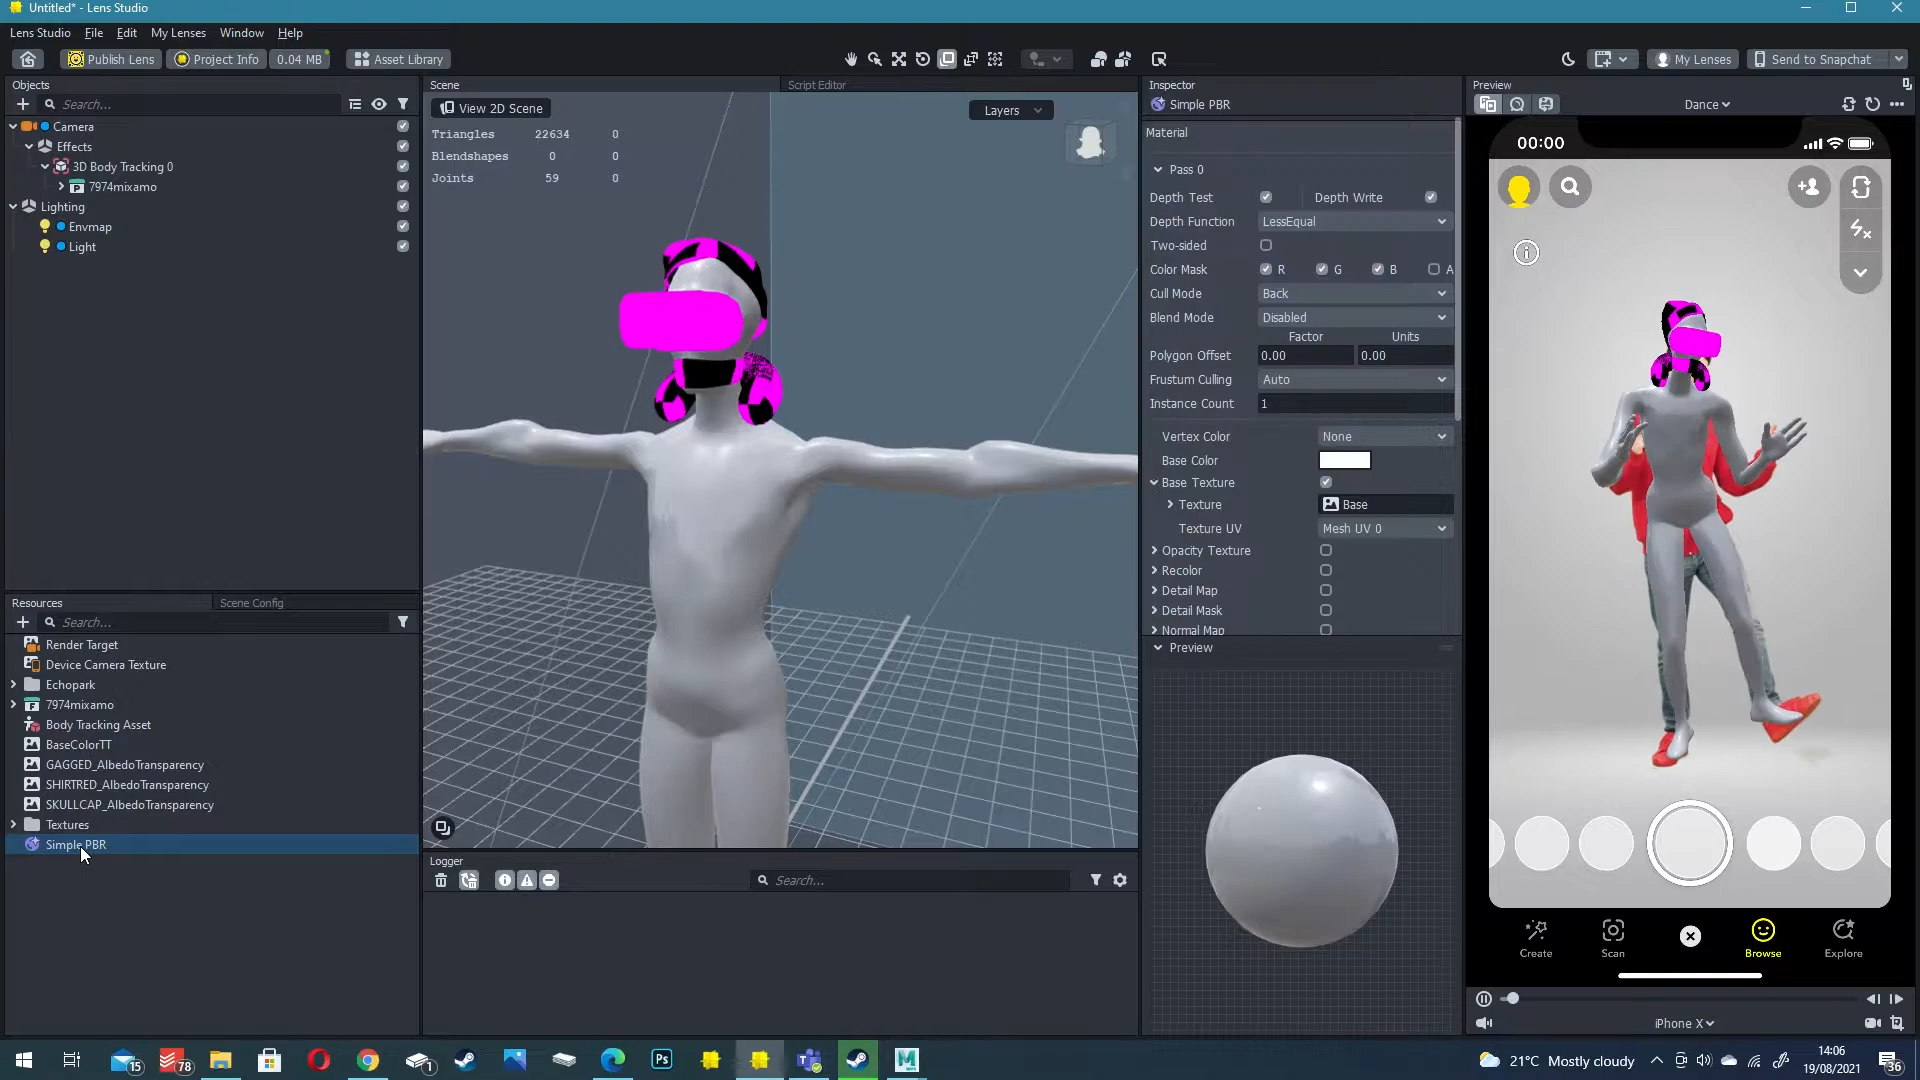 Untitled* - Lens Studio
Lens Studio File Edit My Lenses Window Help
Publish Lens Project Info 0.04 MB Asset Library My Lenses Send to Snapchat
Objects
Search...
Camera
Effects
3D Body Tracking 0
7974mixamo
Lighting
Envmap
Light
Resources Scene Config
Search...
Render Target
Device Camera Texture
Echopark
7974mixamo
Body Tracking Asset
BaseColorTT
GAGGED_AlbedoTransparency
SHIRTRED_AlbedoTransparency
SKULLCAP_AlbedoTransparency
Textures
Simple PBR
Scene Script Editor
View 2D Scene Layers
Triangles 22634 0
Blendshapes 0 0
Joints 59 0
Logger
Search...
Inspector
Simple PBR
Material
Pass 0
Depth Test Depth Write
Depth Function LessEqual
Two-sided
Color Mask R G B A
Cull Mode Back
Blend Mode Disabled
Factor Units
Polygon Offset 0.00 0.00
Frustum Culling Auto
Instance Count 1
Vertex Color None
Base Color
Base Texture
Texture Base
Texture UV Mesh UV 0
Opacity Texture
Recolor
Detail Map
Detail Mask
Normal Map
Preview
Preview
Dance
00:00
Create Scan Browse Explore
iPhone X
15 78 1 Ps M
21°C Mostly cloudy
14:06
19/08/2021
36